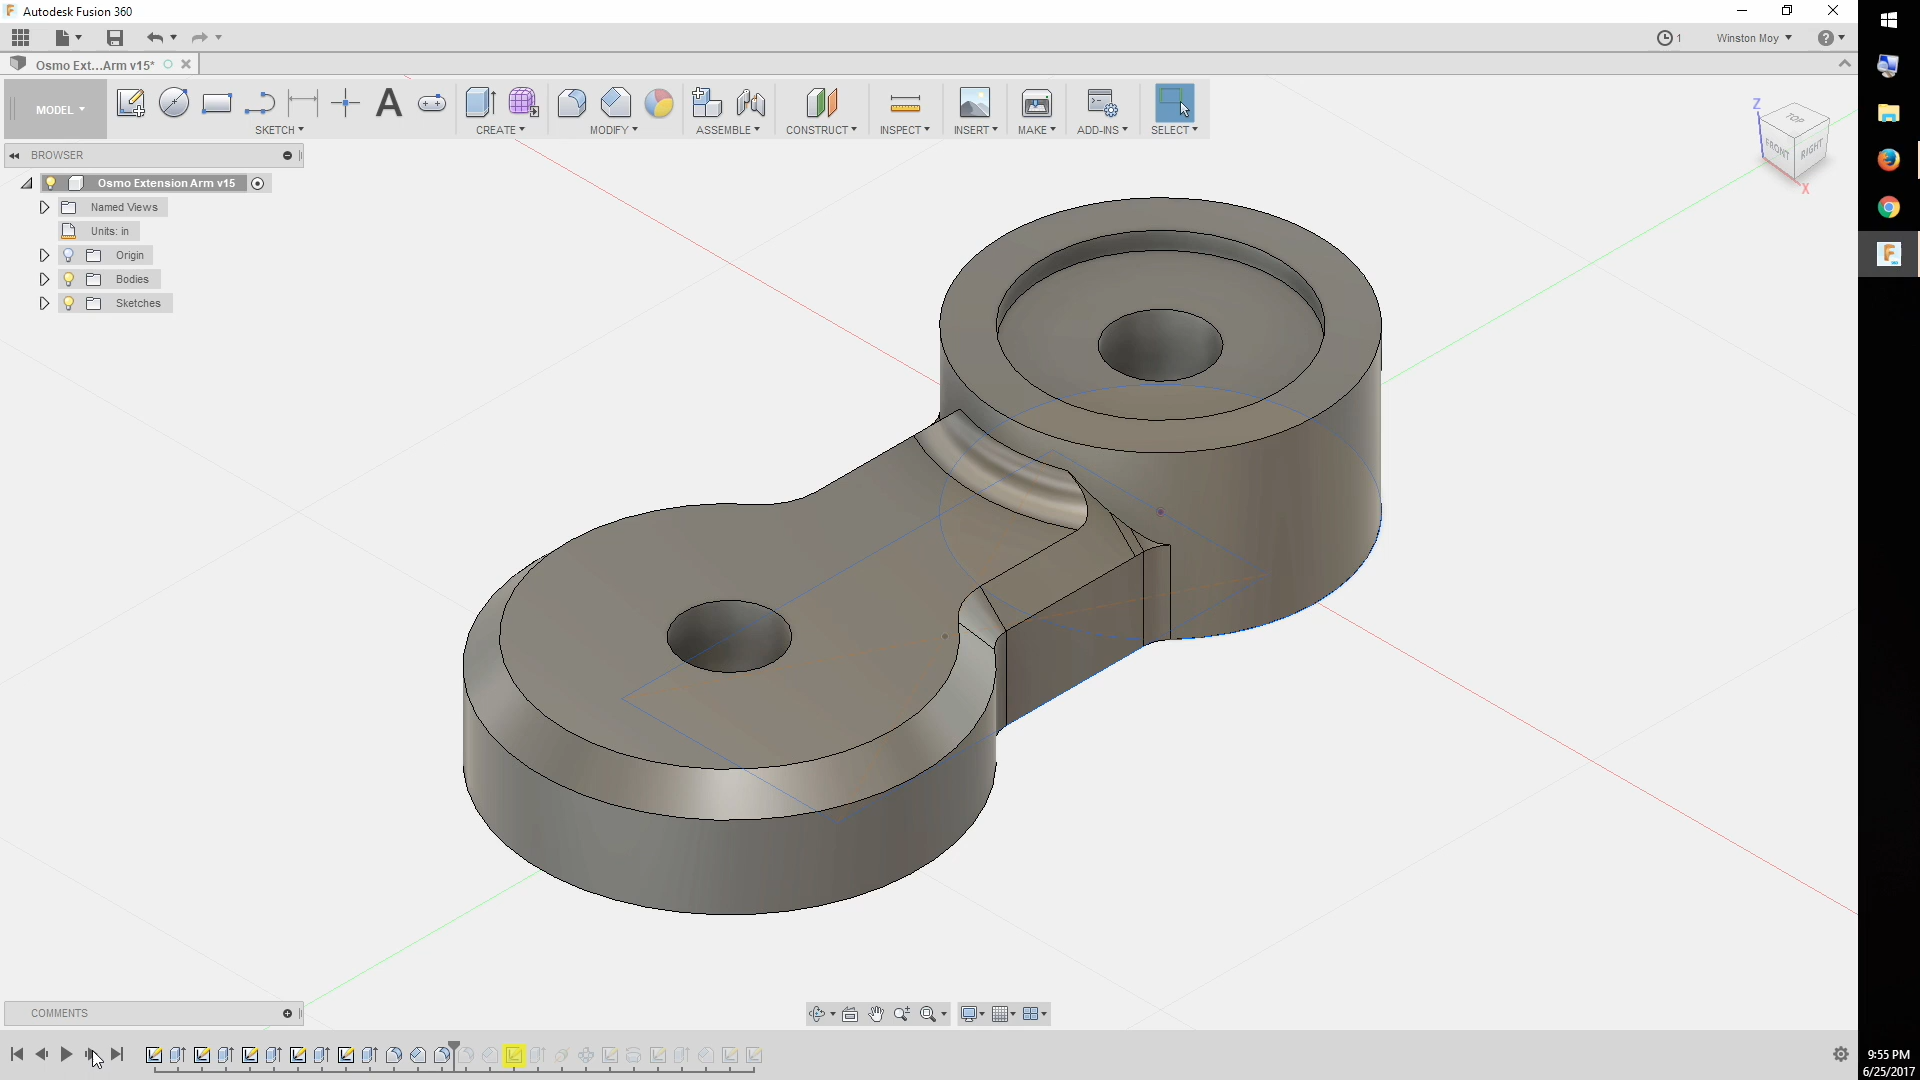 Autodesk Fusion 360
1
Winston Moy
Osmo Ext...Arm v15*
MODEL
SKETCH
CREATE
MODIFY
ASSEMBLE
CONSTRUCT
INSPECT
INSERT
MAKE
ADD-INS
SELECT
BROWSER
Osmo Extension Arm v15
Named Views
Units: in
Origin
Bodies
Sketches
Z
TOP
FRONT
RIGHT
X
COMMENTS
9:55 PM
6/25/2017